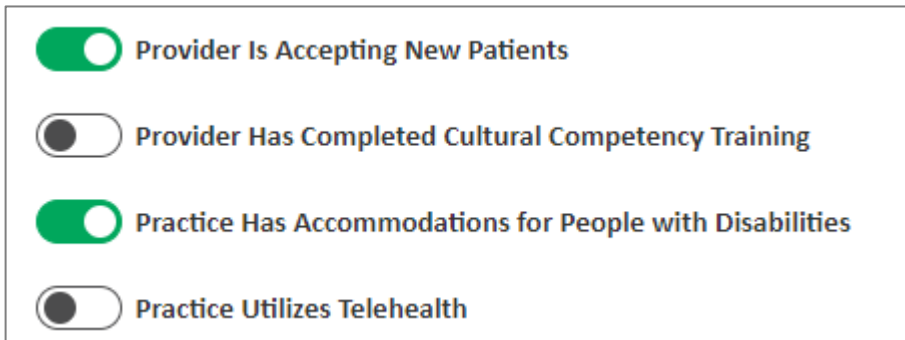 Provider Is Accepting New Patients
Provider Has Completed Cultural Competency Training
Practice Has Accommodations for People with Disabilities
Practice Utilizes Telehealth